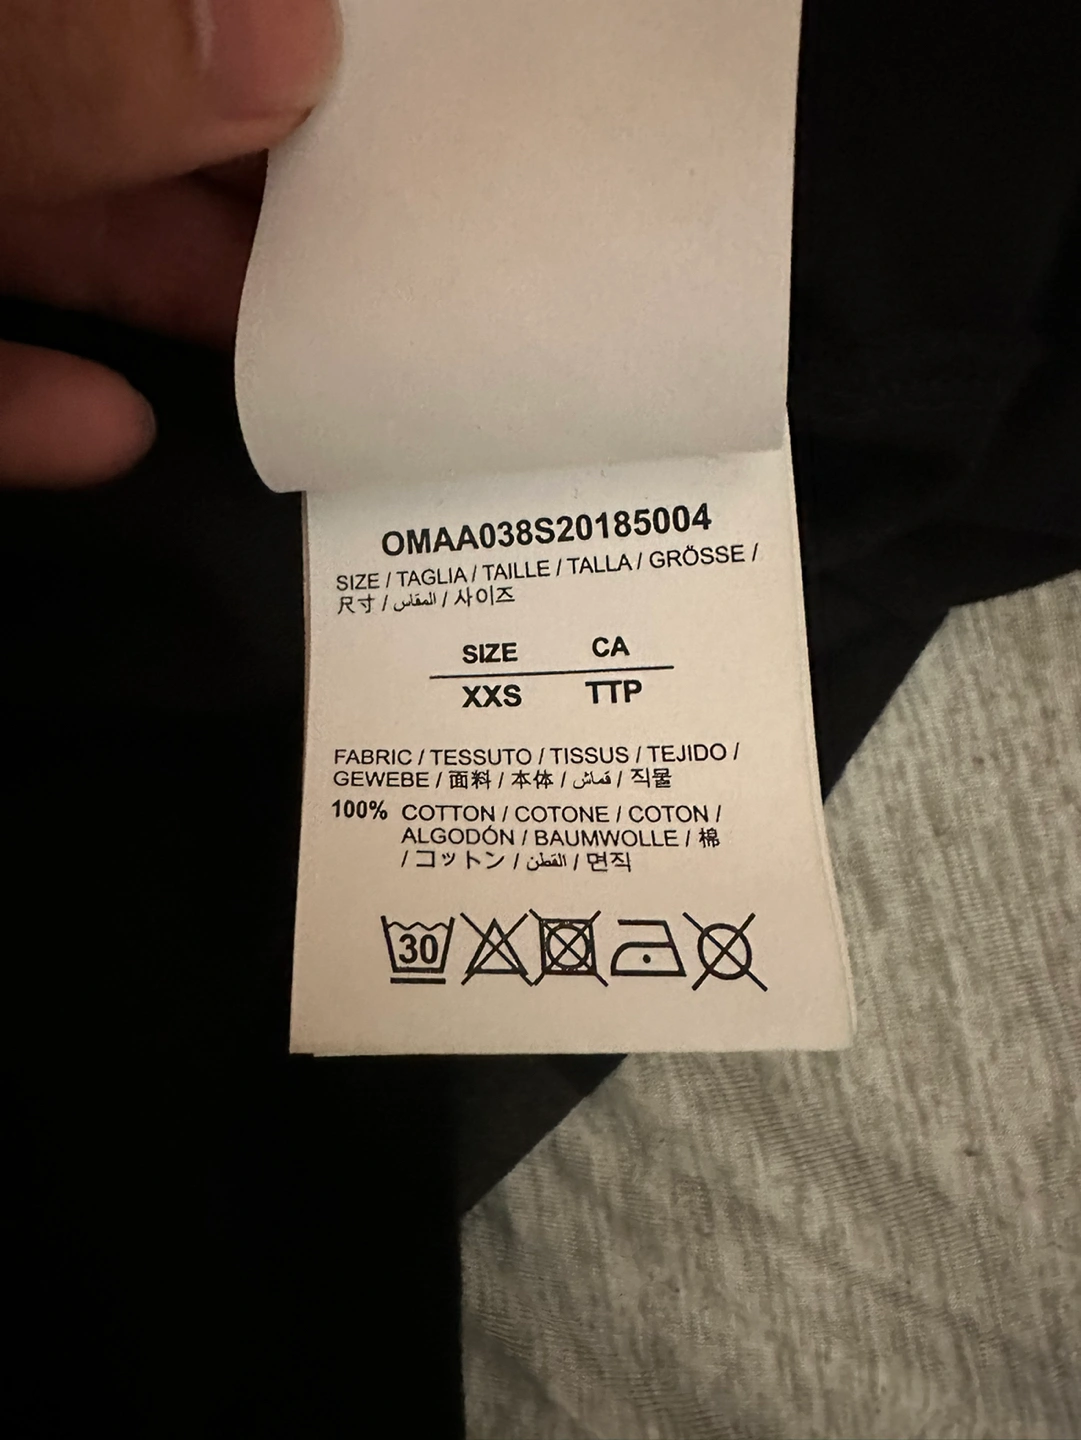 OMAA038S20185004
SIZE / TAGLIA / TAILLE / TALLA / GRÖSSE /
尺寸 / المقاس / 사이즈
SIZE CA
XXS TTP
FABRIC / TESSUTO / TISSUS / TEJIDO /
GEWEBE / 面料 / 本体 / قماش / 직물
100% COTTON / COTONE / COTON /
ALGODÓN / BAUMWOLLE / 棉
/ コットン / القطن / 면직
30